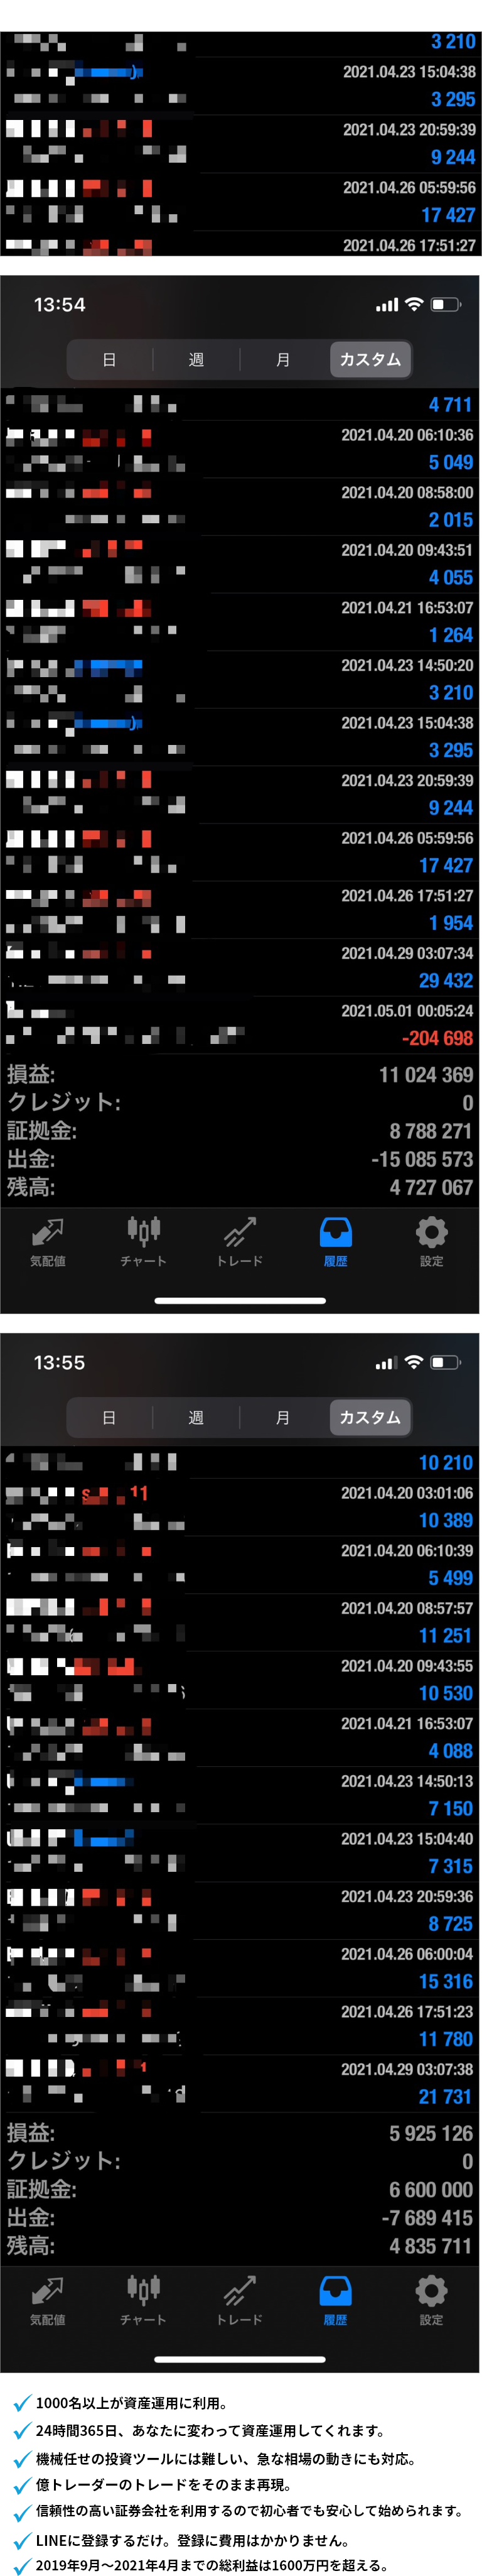 3 210
2021.04.23 15:04:38
3 295
2021.04.23 20:59:39
9 244
2021.04.26 05:59:56
17 427
2021.04.26 17:51:27
13:54
日 週 月 カスタム
4 711
2021.04.20 06:10:36
5 049
2021.04.20 08:58:00
2 015
2021.04.20 09:43:51
4 055
2021.04.21 16:53:07
1 264
2021.04.23 14:50:20
3 210
2021.04.23 15:04:38
3 295
2021.04.23 20:59:39
9 244
2021.04.26 05:59:56
17 427
2021.04.26 17:51:27
1 954
2021.04.29 03:07:34
29 432
2021.05.01 00:05:24
-204 698
損益: 11 024 369
クレジット: 0
証拠金: 8 788 271
出金: -15 085 573
残高: 4 727 067
気配値 チャート トレード 履歴 設定
13:55
日 週 月 カスタム
10 210
11 2021.04.20 03:01:06
10 389
2021.04.20 06:10:39
5 499
2021.04.20 08:57:57
11 251
2021.04.20 09:43:55
10 530
2021.04.21 16:53:07
4 088
2021.04.23 14:50:13
7 150
2021.04.23 15:04:40
7 315
2021.04.23 20:59:36
8 725
2021.04.26 06:00:04
15 316
2021.04.26 17:51:23
11 780
2021.04.29 03:07:38
21 731
損益: 5 925 126
クレジット: 0
証拠金: 6 600 000
出金: -7 689 415
残高: 4 835 711
気配値 チャート トレード 履歴 設定
1000名以上が資産運用に利用。
24時間365日、あなたに変わって資産運用してくれます。
機械任せの投資ツールには難しい、急な相場の動きにも対応。
億トレーダーのトレードをそのまま再現。
信頼性の高い証券会社を利用するので初心者でも安心して始められます。
LINEに登録するだけ。登録に費用はかかりません。
2019年9月〜2021年4月までの総利益は1600万円を超える。